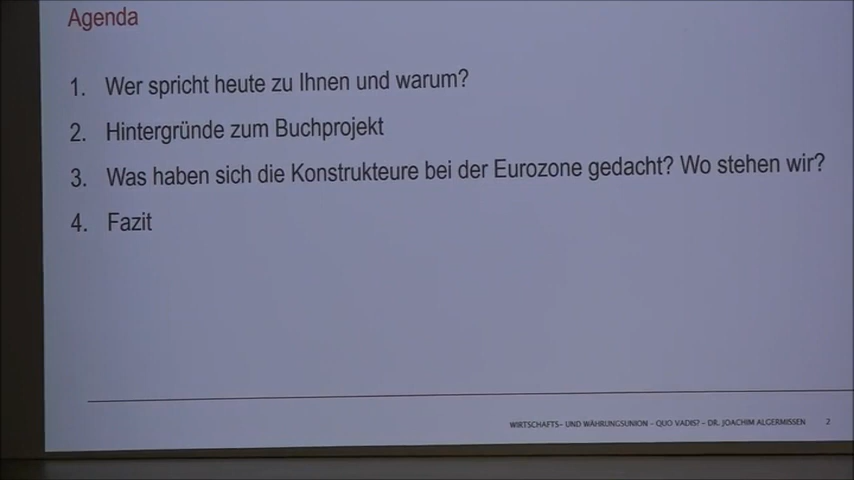 Agenda
1. Wer spricht heute zu Ihnen und warum?
2. Hintergründe zum Buchprojekt
3. Was haben sich die Konstrukteure bei der Eurozone gedacht? Wo stehen wir?
4. Fazit
WIRTSCHAFTS- UND WÄHRUNGSUNION – QUO VADIS? – DR. JOACHIM ALGERMISSEN 2